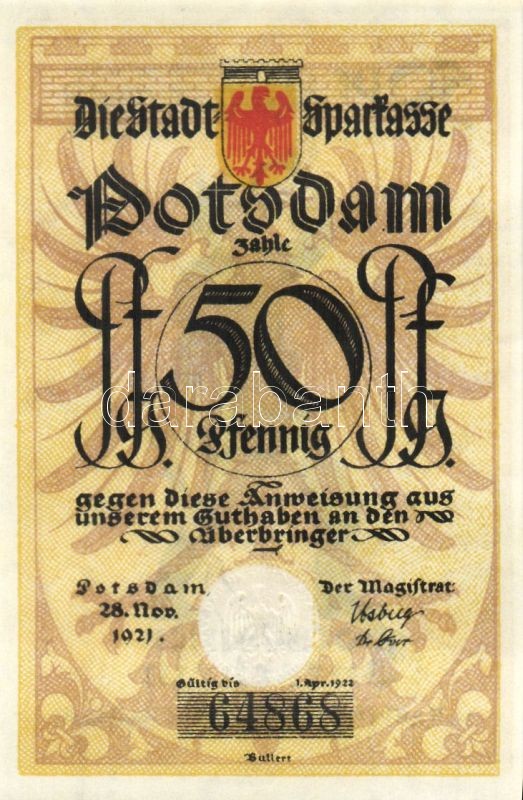 Die Stadt-Sparkasse
Potsdam
zahle
Pf. 50 Pf.
Pfennig
gegen diese Anweisung aus
unserem Guthaben an den
Überbringer
Potsdam
28. Nov.
1921.
Der Magistrat
Gültig bis 1. Apr. 1922
64868
darabanth